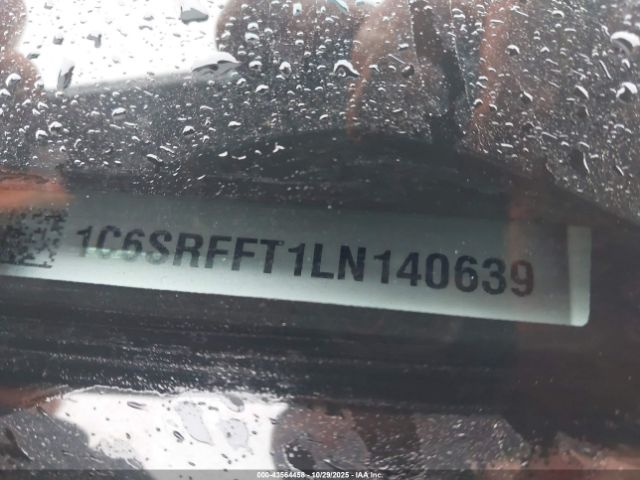 1C6SRFFT1LN140639
000-43564458 - 10/29/2025 - IAA Inc.